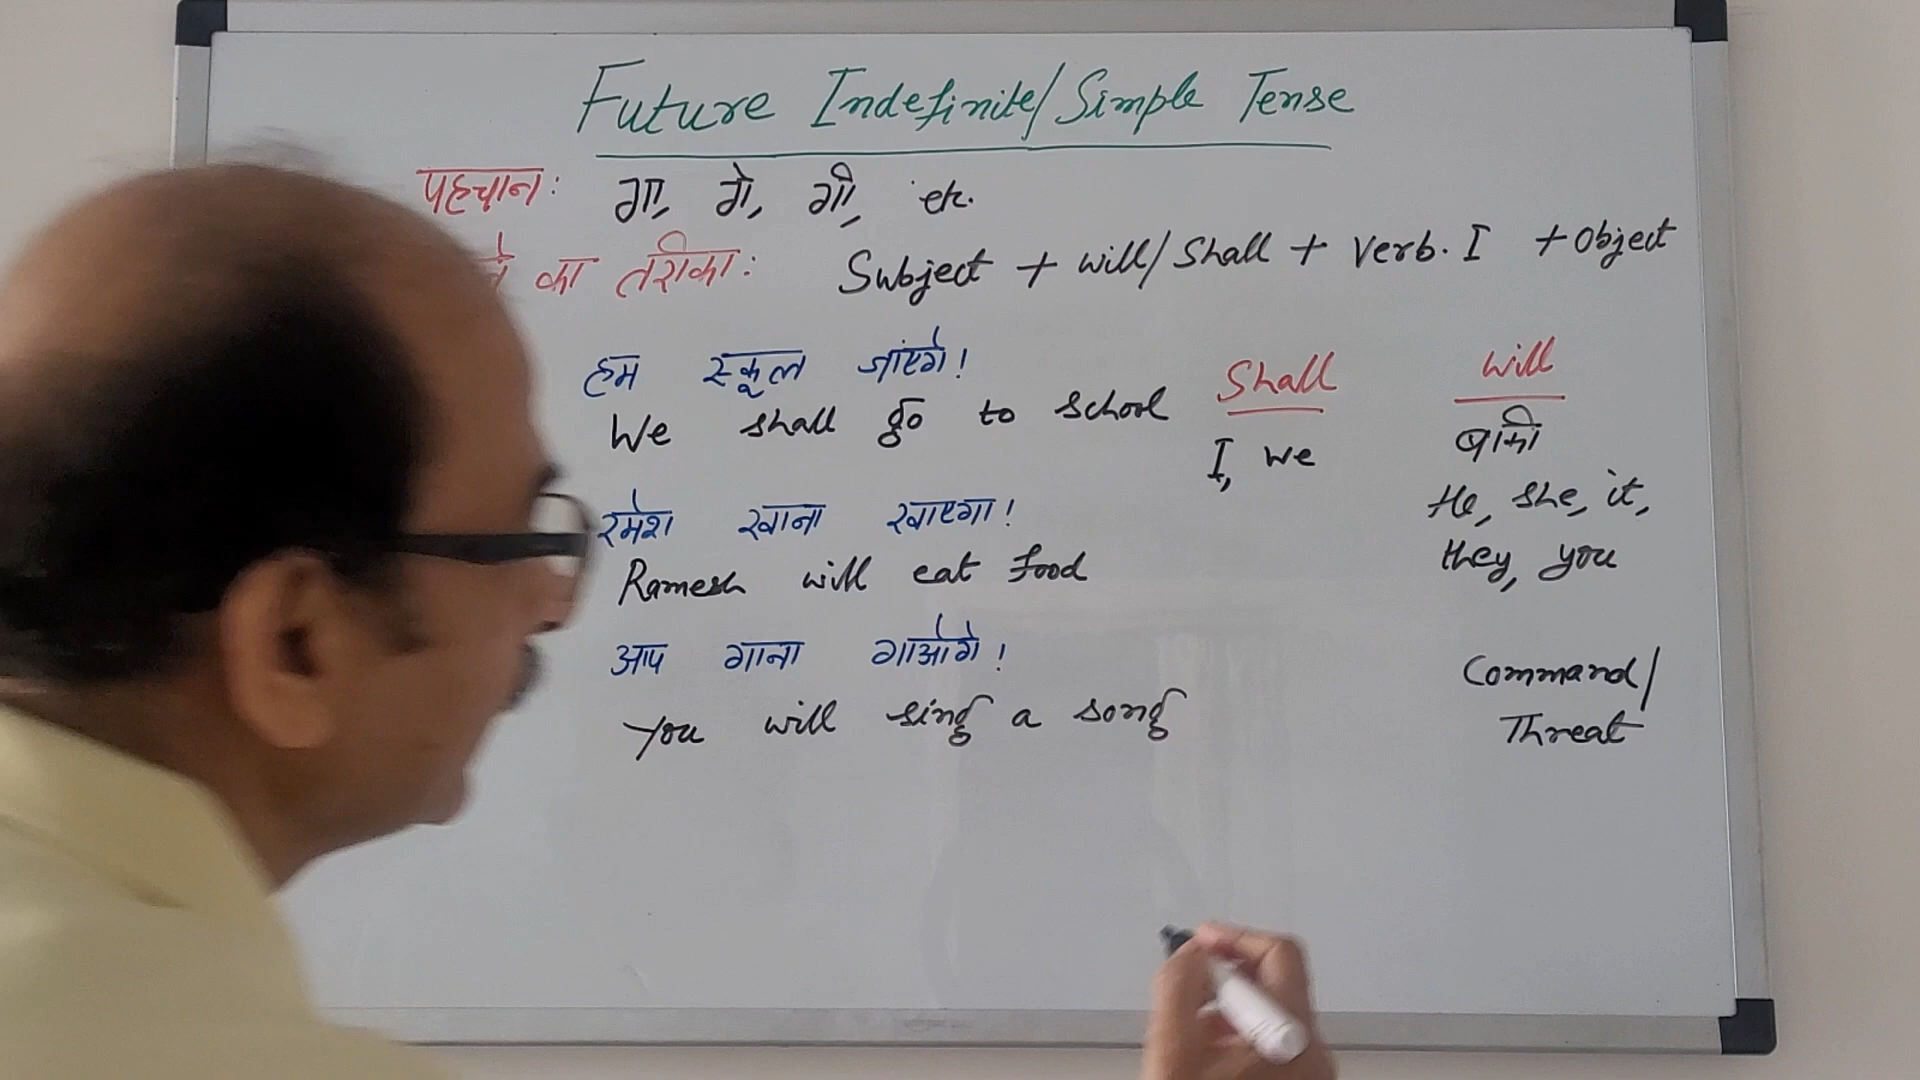 Future Indefinite/Simple Tense
पहचान: गा, गे, गी, etc.
का तरीका: Subject + will/Shall + Verb. I + Object
हम स्कूल जांएगे!
We shall go to school
रमेश खाना खाएगा!
Ramesh will eat food
आप गाना गाओगे!
You will sing a song
Shall
I, we
will
बाकी
He, she, it,
they, you
Command/
Threat